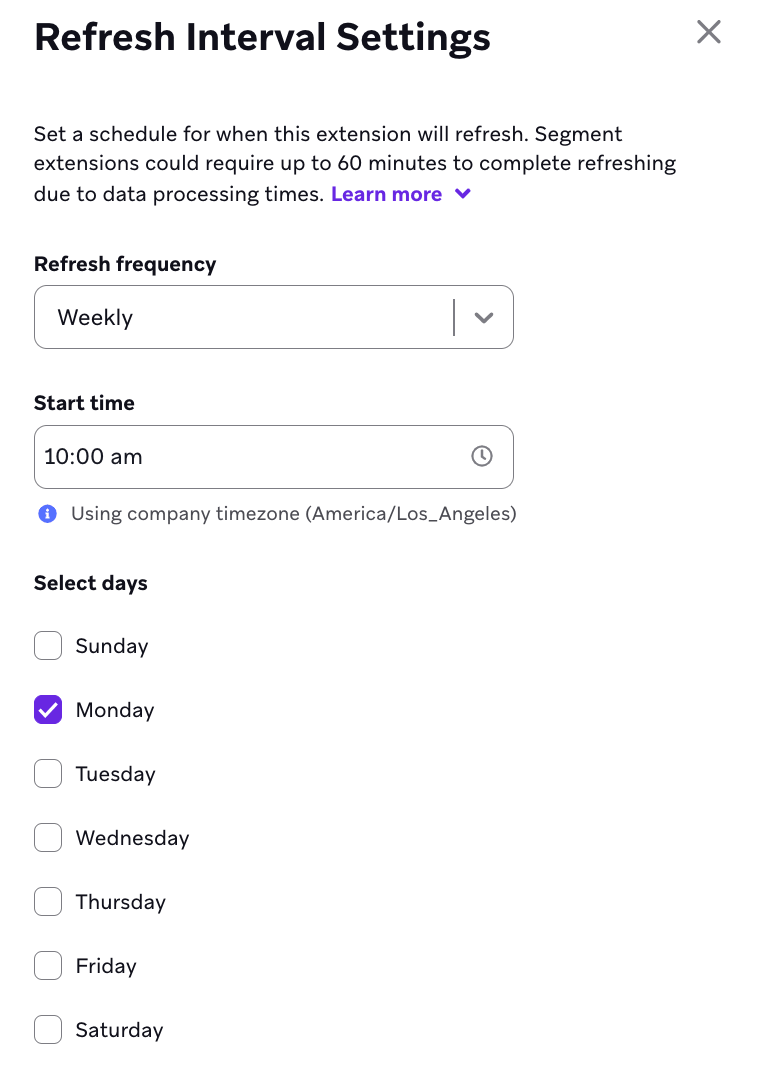 Refresh Interval Settings
Set a schedule for when this extension will refresh. Segment
extensions could require up to 60 minutes to complete refreshing
due to data processing times. Learn more
Refresh frequency
Weekly
Start time
10:00 am
Using company timezone (America/Los_Angeles)
Select days
Sunday
Monday
Tuesday
Wednesday
Thursday
Friday
Saturday